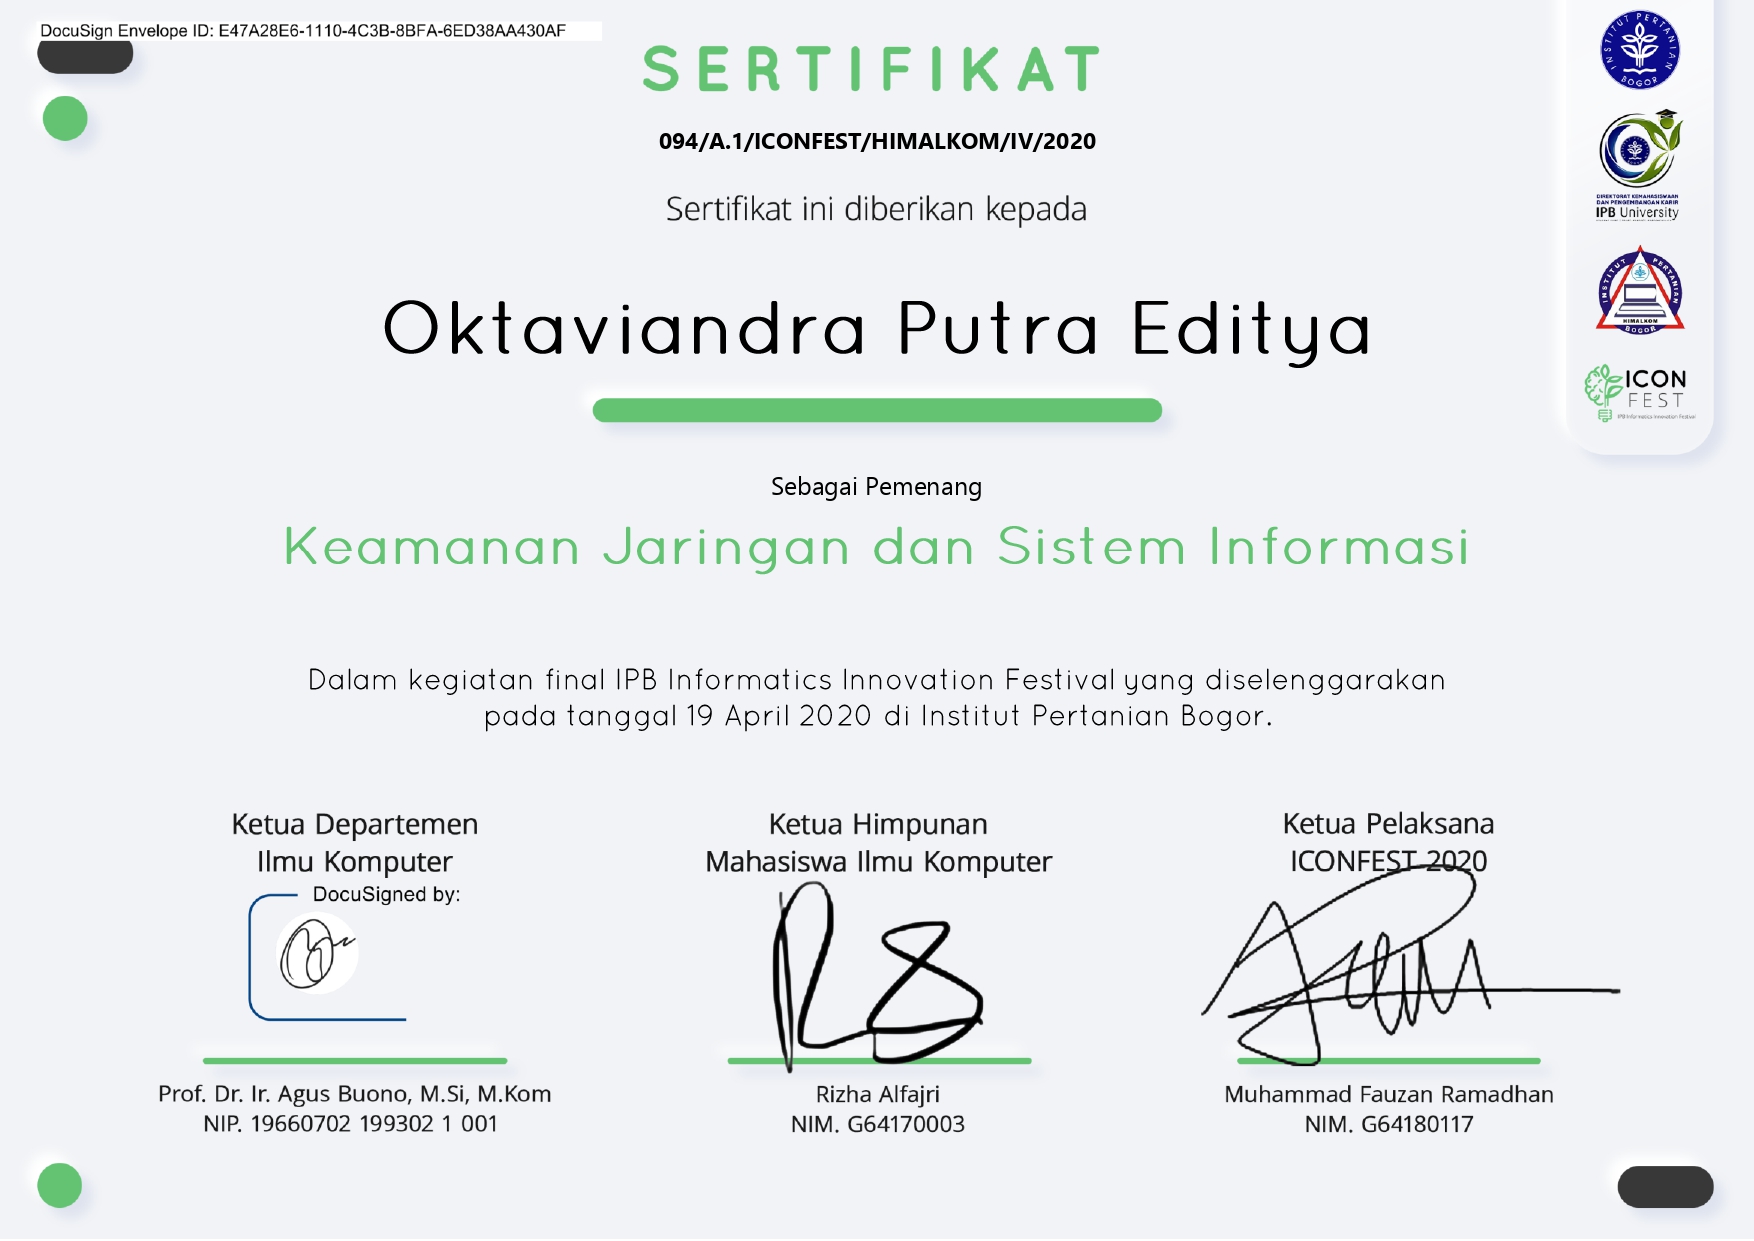 DocuSign Envelope ID: E47A28E6-1110-4C3B-8BFA-6ED38AA430AF
SERTIFIKAT
094/A.1/ICONFEST/HIMALKOM/IV/2020
Sertifikat ini diberikan kepada
Oktaviandra Putra Editya
Sebagai Pemenang
Keamanan Jaringan dan Sistem Informasi
Dalam kegiatan final IPB Informatics Innovation Festival yang diselenggarakan
pada tanggal 19 April 2020 di Institut Pertanian Bogor.
Ketua Departemen
Ilmu Komputer
DocuSigned by:
Prof. Dr. Ir. Agus Buono, M.Si, M.Kom
NIP. 19660702 199302 1 001
Ketua Himpunan
Mahasiswa Ilmu Komputer
Rizha Alfajri
NIM. G64170003
Ketua Pelaksana
ICONFEST 2020
Muhammad Fauzan Ramadhan
NIM. G64180117
INSTITUT PERTANIAN
BOGOR
DIREKTORAT KEMAHASISWAAN
DAN PENGEMBANGAN KARIR
IPB University
INSTITUT PERTANIAN
HIMALKOM
BOGOR
ICON
FEST
IPB Informatics Innovation Festival